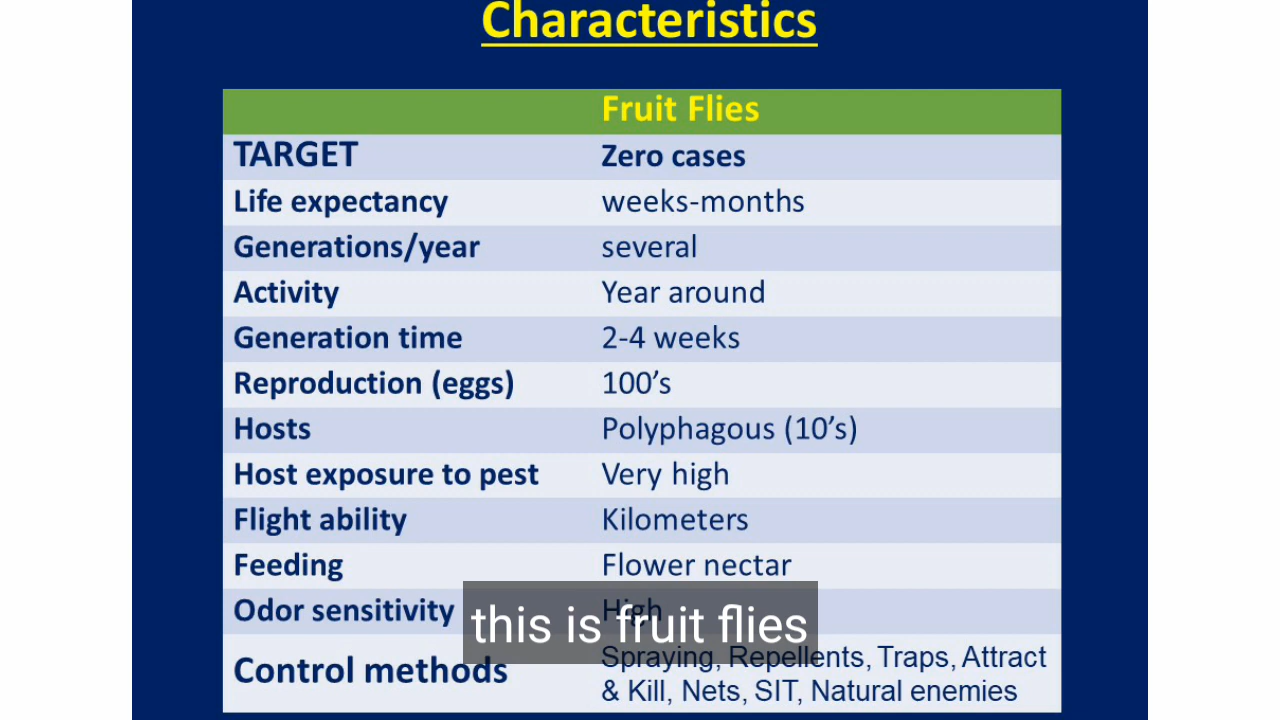 Characteristics
Fruit Flies
TARGET Zero cases
Life expectancy weeks-months
Generations/year several
Activity Year around
Generation time 2-4 weeks
Reproduction (eggs) 100’s
Hosts Polyphagous (10’s)
Host exposure to pest Very high
Flight ability Kilometers
Feeding Flower nectar
Odor sensitivity High
this is fruit flies
Control methods Spraying, Repellents, Traps, Attract
& Kill, Nets, SIT, Natural enemies